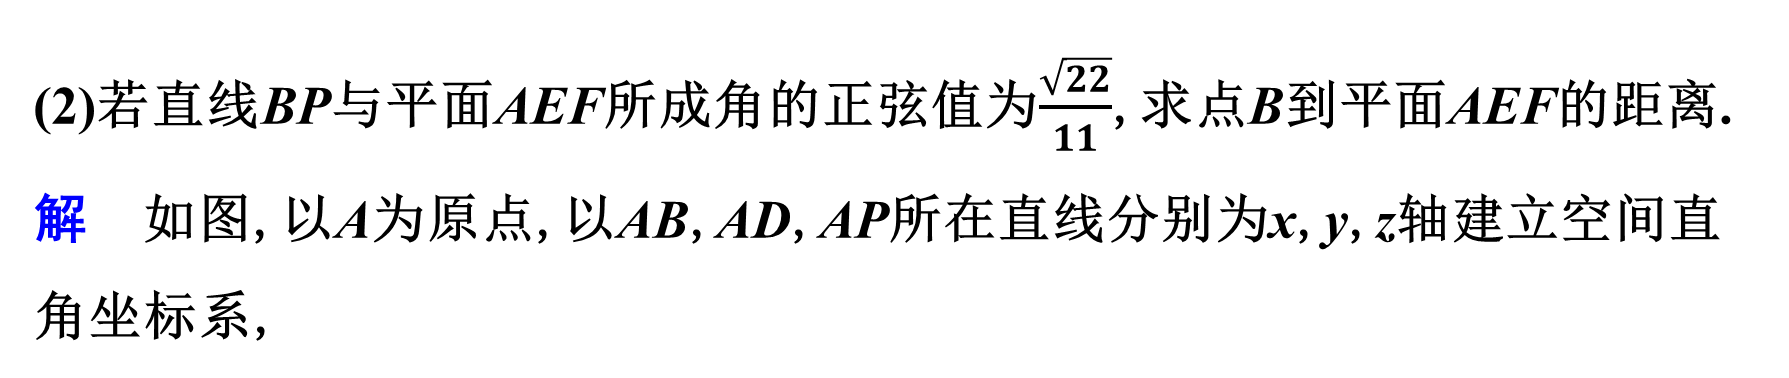 (2)若直线BP与平面AEF所成角的正弦值为√22/11, 求点B到平面AEF的距离.
解 如图, 以A为原点, 以AB, AD, AP所在直线分别为x, y, z轴建立空间直
角坐标系,